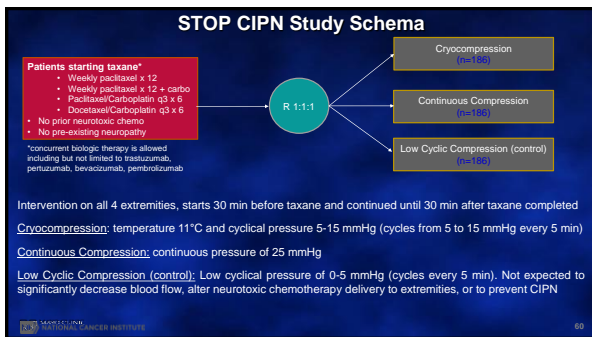 STOP CIPN Study Schema
Patients starting taxane*
• Weekly paclitaxel x 12
• Weekly paclitaxel x 12 + carbo
• Paclitaxel/Carboplatin q3 x 6
• Docetaxel/Carboplatin q3 x 6
• No prior neurotoxic chemo
• No pre-existing neuropathy
*concurrent biologic therapy is allowed
including but not limited to trastuzumab,
pertuzumab, bevacizumab, pembrolizumab
R 1:1:1
Cryocompression
(n=186)
Continuous Compression
(n=186)
Low Cyclic Compression (control)
(n=186)
Intervention on all 4 extremities, starts 30 min before taxane and continued until 30 min after taxane completed
Cryocompression: temperature 11°C and cyclical pressure 5-15 mmHg (cycles from 5 to 15 mmHg every 5 min)
Continuous Compression: continuous pressure of 25 mmHg
Low Cyclic Compression (control): Low cyclical pressure of 0-5 mmHg (cycles every 5 min). Not expected to
significantly decrease blood flow, alter neurotoxic chemotherapy delivery to extremities, or to prevent CIPN
NIH NATIONAL CANCER INSTITUTE
60